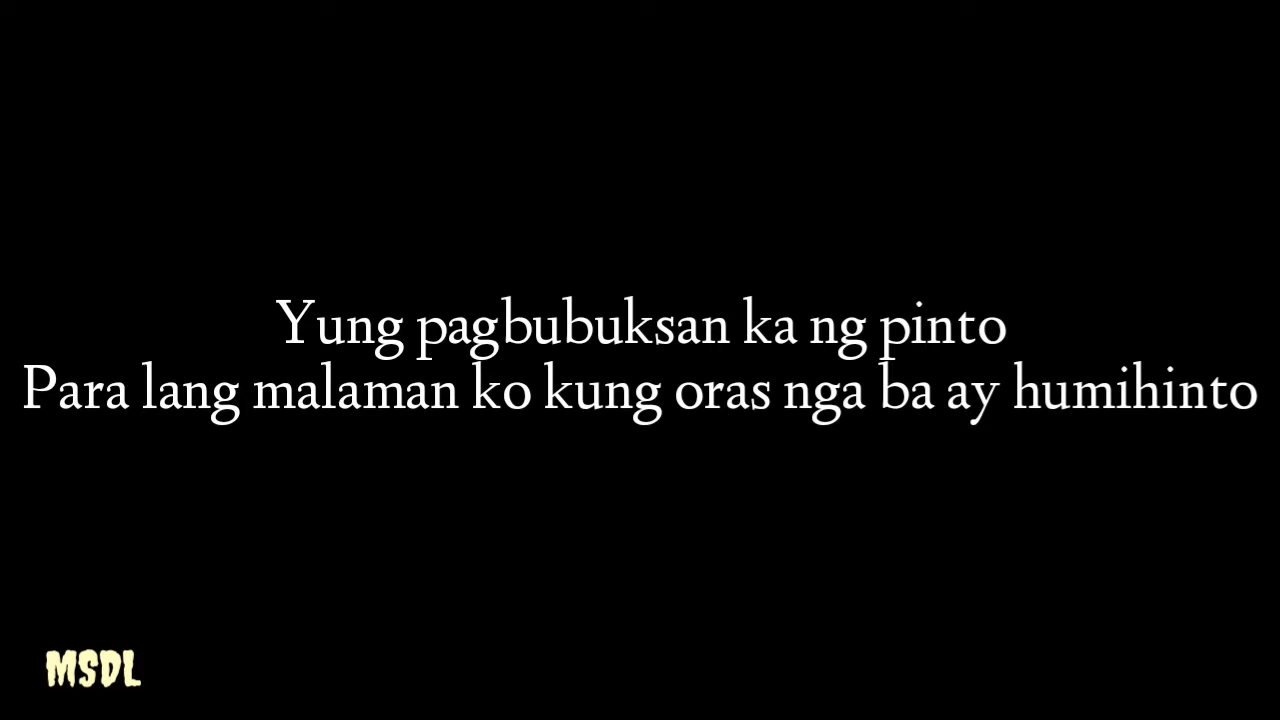 Yung pagbubuksan ka ng pinto
Para lang malaman ko kung oras nga ba ay humihinto
MSDL